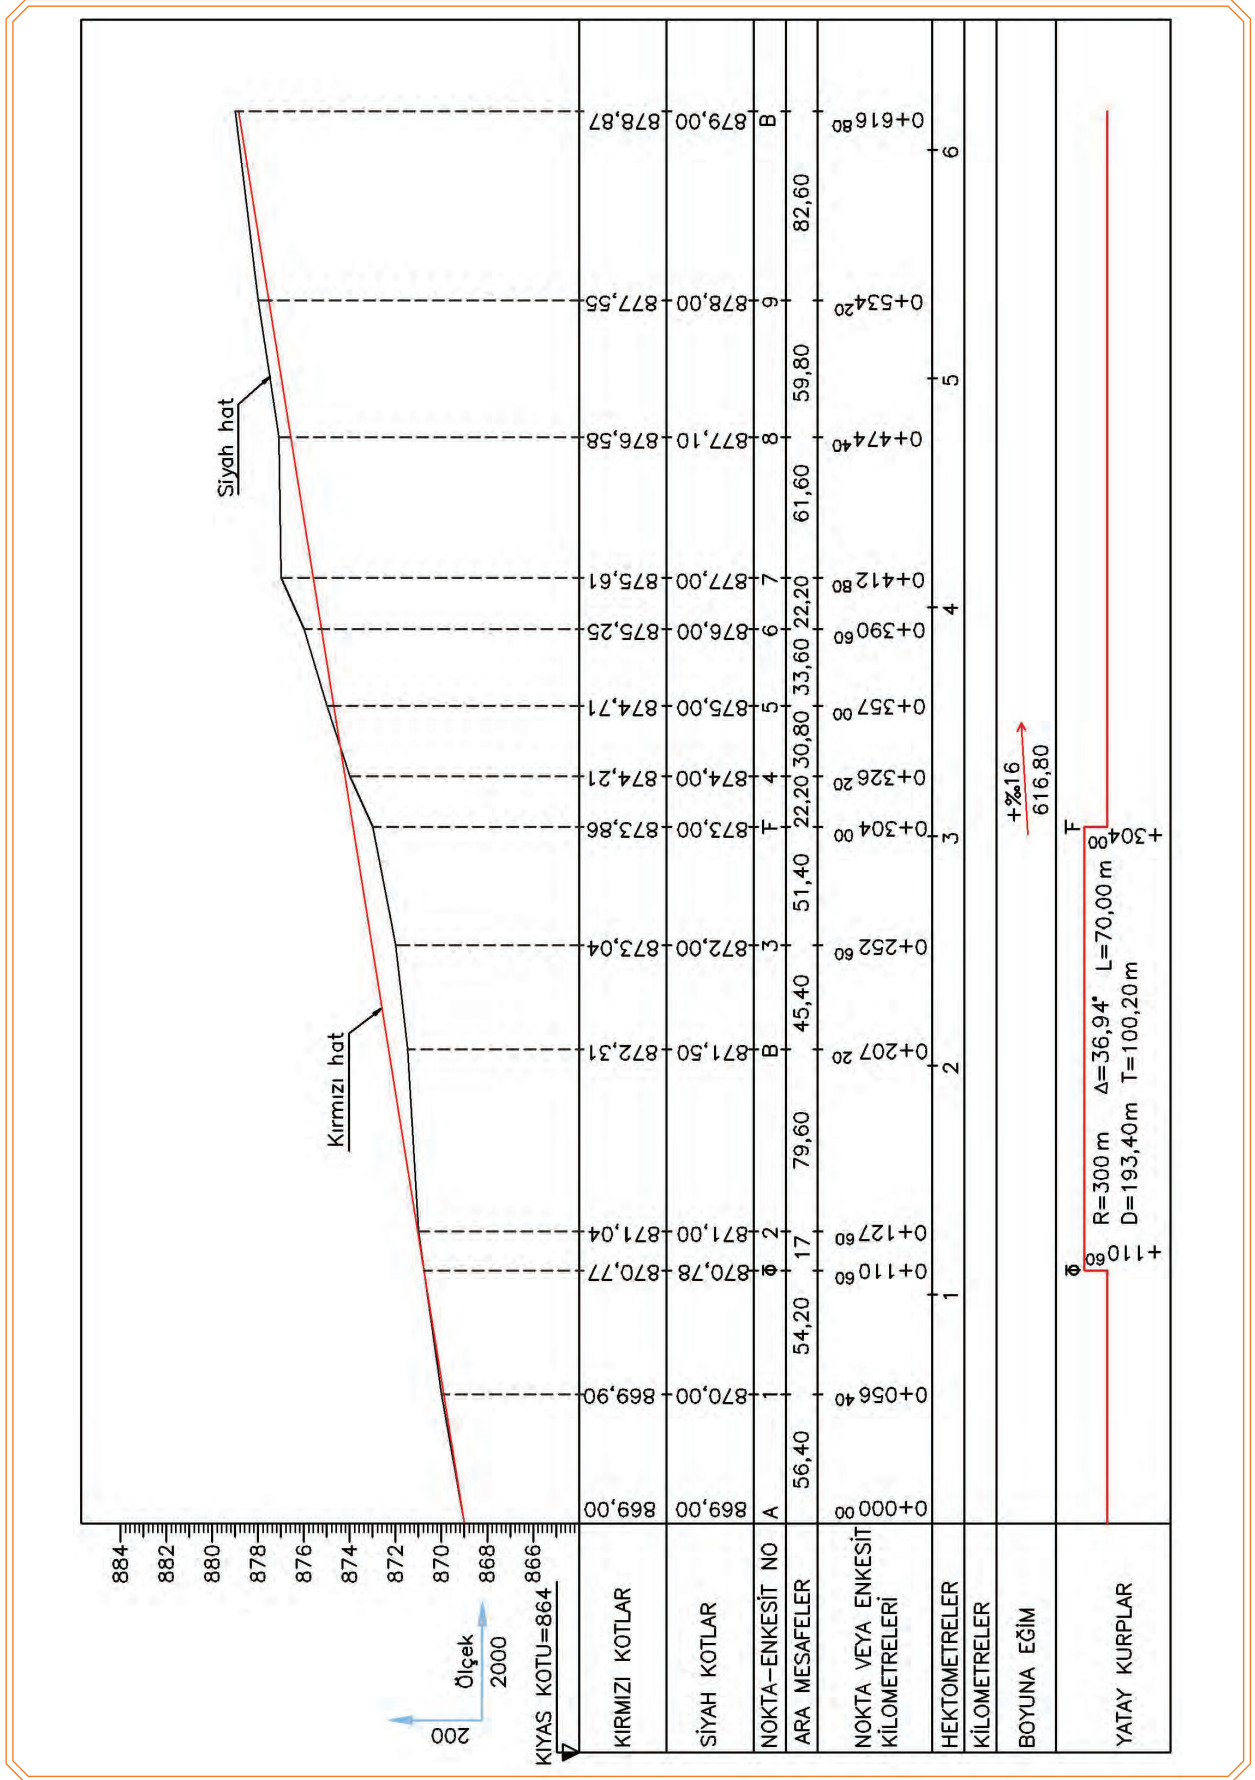 884
882
880
878
876
874
872
870
868
866
Siyah hat
Kırmızı hat
Ölçek
2000
200
KIYAS KOTU=864
KIRMIZI KOTLAR
869,00 869,90 870,77 871,04 872,31 873,04 873,86 874,21 874,71 875,25 875,61 876,58 877,55 878,87
SİYAH KOTLAR
869,00 870,00 870,78 871,00 871,50 872,00 873,00 874,00 875,00 876,00 877,00 877,10 878,00 879,00
NOKTA–ENKESİT NO
A 1 Φ 2 B 3 T 4 5 6 7 8 9 B
ARA MESAFELER
56,40 54,20 17 79,60 45,40 51,40 22,20 30,80 33,60 22,20 61,60 59,80 82,60
NOKTA VEYA ENKESİT
KİLOMETRELERİ
0+000 00 0+056 40 0+110 60 0+127 60 0+207 20 0+252 60 0+304 00 0+326 20 0+357 00 0+390 60 0+412 80 0+474 40 0+534 20 0+616 80
HEKTOMETRELER
1 2 3 4 5 6
KİLOMETRELER
BOYUNA EĞİM
+‰16
616,80
YATAY KURPLAR
Φ T
+110 60 +304 00
R=300 m Δ=36,94° L=70,00 m
D=193,40m T=100,20m